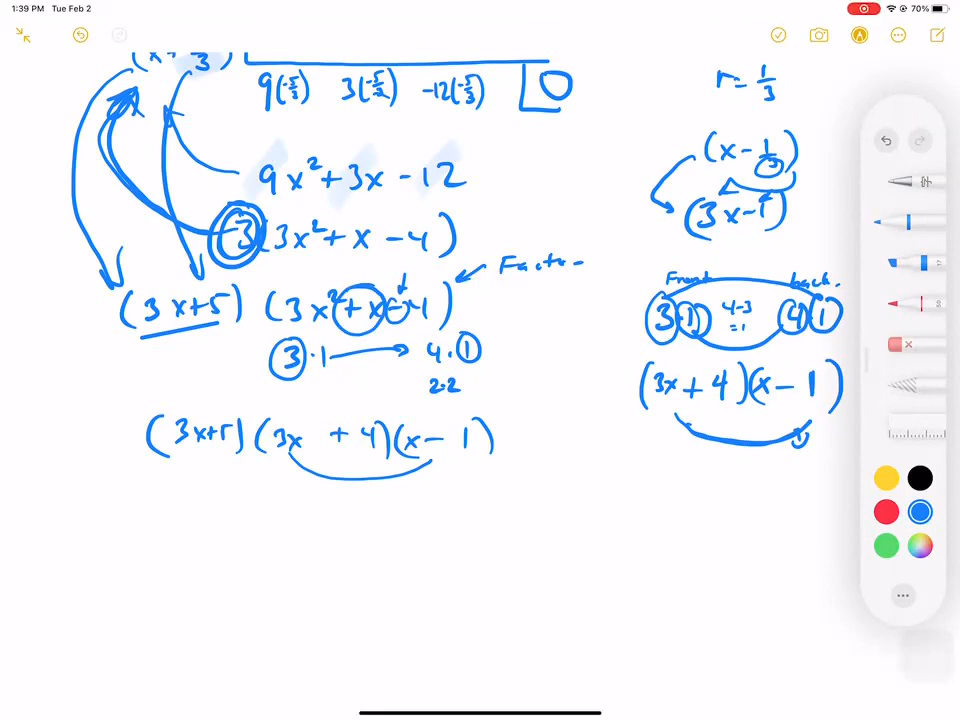 1:39 PM Tue Feb 2
70%
(x + 5/3)
9(-5/3) 3(-5/3) -12(-5/3) 0
9x² + 3x - 12
3(3x² + x - 4)
(3x+5) (3x² + x - 4)
3·1 4·1
2·2
(3x+5)(3x + 4)(x - 1)
r = 1/3
(x - 1/3)
(3x - 1)
Front back.
3 1 4-3 4 1
=1
(3x + 4)(x - 1)